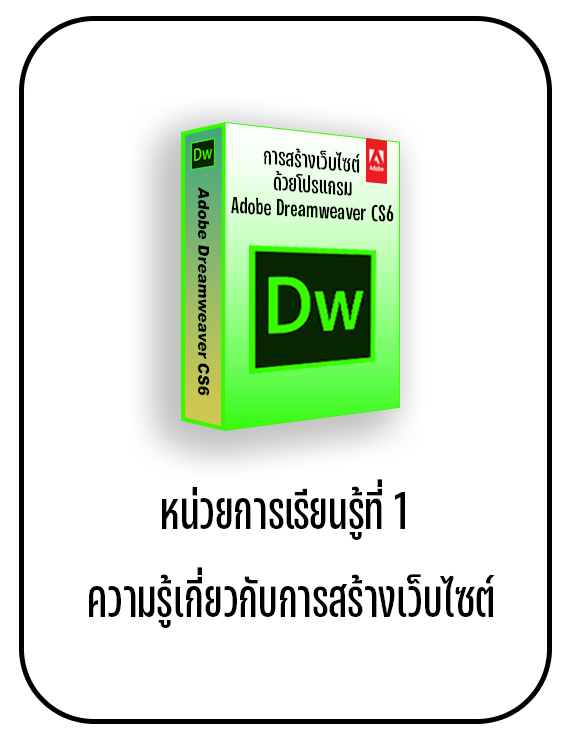 Dw
Adobe Dreamweaver CS6
การสร้างเว็บไซต์
ด้วยโปรแกรม
Adobe Dreamweaver CS6
Adobe
Dw
หน่วยการเรียนรู้ที่ 1
ความรู้เกี่ยวกับการสร้างเว็บไซต์